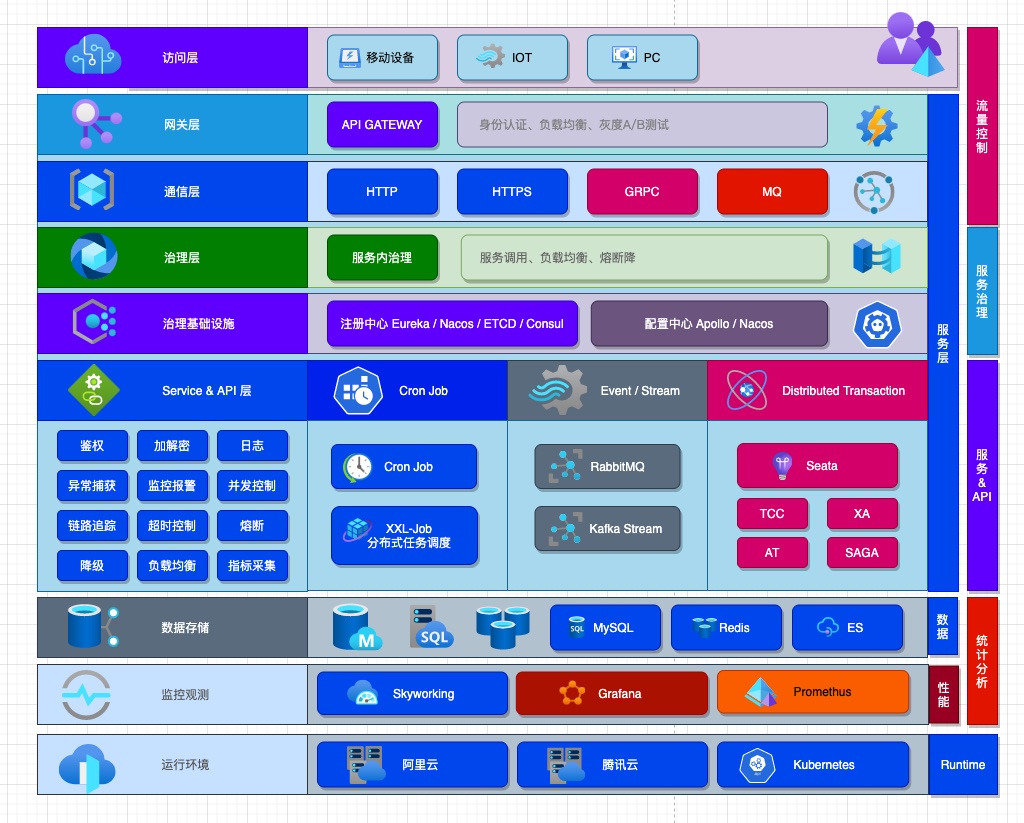 访问层
移动设备
IOT
PC
流量控制
网关层
API GATEWAY
身份认证、负载均衡、灰度A/B测试
通信层
HTTP
HTTPS
GRPC
MQ
治理层
服务内治理
服务调用、负载均衡、熔断降
服务治理
治理基础设施
注册中心 Eureka / Nacos / ETCD / Consul
配置中心 Apollo / Nacos
服务层
Service & API 层
Cron Job
Event / Stream
Distributed Transaction
鉴权
加解密
日志
异常捕获
监控报警
并发控制
链路追踪
超时控制
熔断
降级
负载均衡
指标采集
Cron Job
XXL-Job
分布式任务调度
RabbitMQ
Kafka Stream
Seata
TCC
XA
AT
SAGA
服务&API
数据存储
M
SQL
SQL
MySQL
Redis
ES
数据
统计分析
监控观测
Skyworking
Grafana
Promethus
性能
运行环境
阿里云
腾讯云
Kubernetes
Runtime